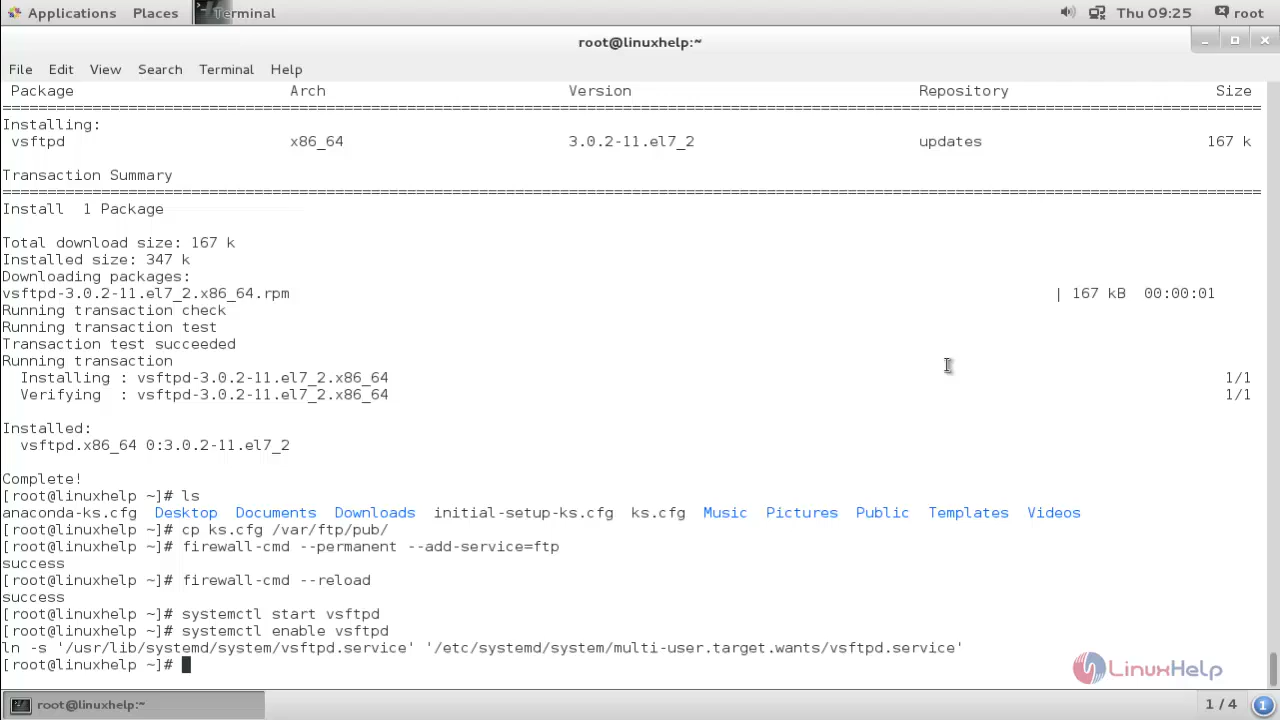 Applications Places Terminal Thu 09:25 root
root@linuxhelp:~
File Edit View Search Terminal Help
Package Arch Version Repository Size
================================================================================
Installing:
vsftpd x86_64 3.0.2-11.el7_2 updates 167 k
Transaction Summary
================================================================================
Install 1 Package
Total download size: 167 k
Installed size: 347 k
Downloading packages:
vsftpd-3.0.2-11.el7_2.x86_64.rpm | 167 kB 00:00:01
Running transaction check
Running transaction test
Transaction test succeeded
Running transaction
Installing : vsftpd-3.0.2-11.el7_2.x86_64 1/1
Verifying : vsftpd-3.0.2-11.el7_2.x86_64 1/1
Installed:
vsftpd.x86_64 0:3.0.2-11.el7_2
Complete!
[root@linuxhelp ~]# ls
anaconda-ks.cfg Desktop Documents Downloads initial-setup-ks.cfg ks.cfg Music Pictures Public Templates Videos
[root@linuxhelp ~]# cp ks.cfg /var/ftp/pub/
[root@linuxhelp ~]# firewall-cmd --permanent --add-service=ftp
success
[root@linuxhelp ~]# firewall-cmd --reload
success
[root@linuxhelp ~]# systemctl start vsftpd
[root@linuxhelp ~]# systemctl enable vsftpd
ln -s '/usr/lib/systemd/system/vsftpd.service' '/etc/systemd/system/multi-user.target.wants/vsftpd.service'
[root@linuxhelp ~]#
LinuxHelp
root@linuxhelp:~ 1 / 4 1